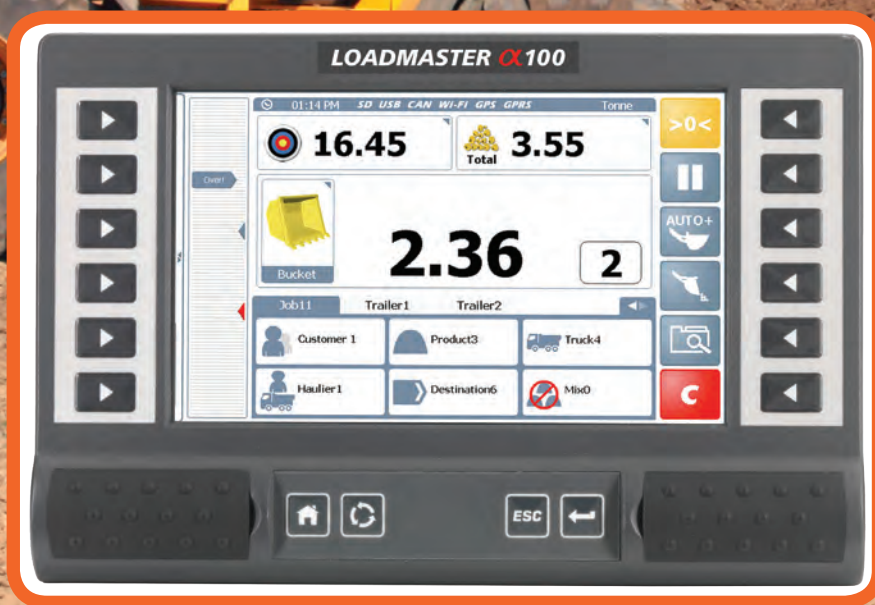 LOADMASTER α100
01:14 PM SD USB CAN Wi-Fi GPS GPRS Tonne
>0<
16.45
Total 3.55
Over!
AUTO+
Bucket
2.36
2
Job11 Trailer1 Trailer2
Customer 1 Product3 Truck4
Haulier1 Destination6 Mix0
C
ESC